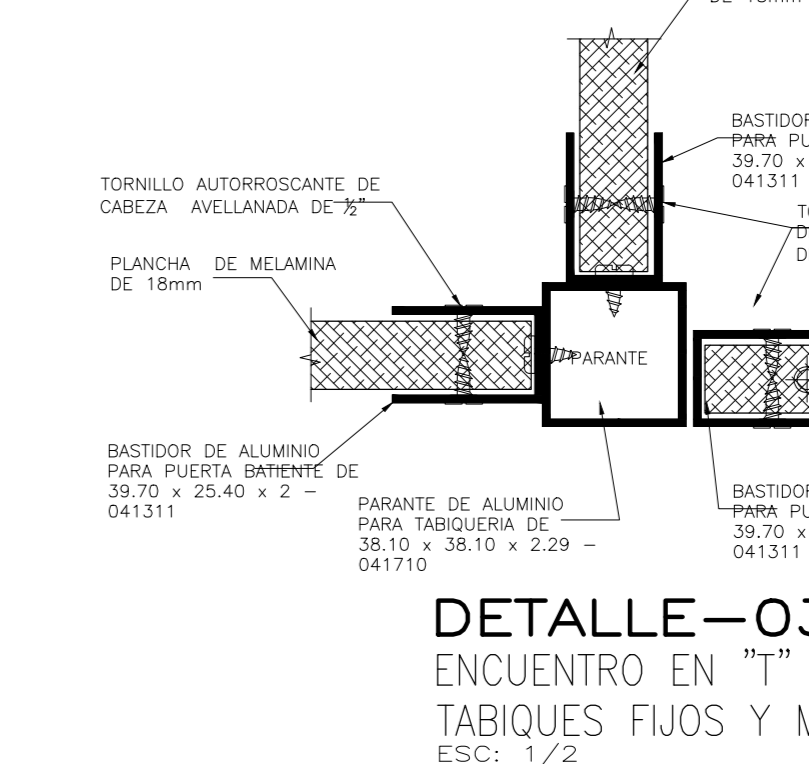 TORNILLO AUTORROSCANTE DE
CABEZA AVELLANADA DE ½"
PLANCHA DE MELAMINA
DE 18mm
PARA PU
39.70 x
041311
PARANTE
BASTIDOR DE ALUMINIO
PARA PUERTA BATIENTE DE
39.70 x 25.40 x 2 –
041311
PARANTE DE ALUMINIO
PARA TABIQUERIA DE
38.10 x 38.10 x 2.29 –
041710
PARA PU
39.70 x
041311
DETALLE–OJ
ENCUENTRO EN "T"
TABIQUES FIJOS Y M
ESC: 1/2